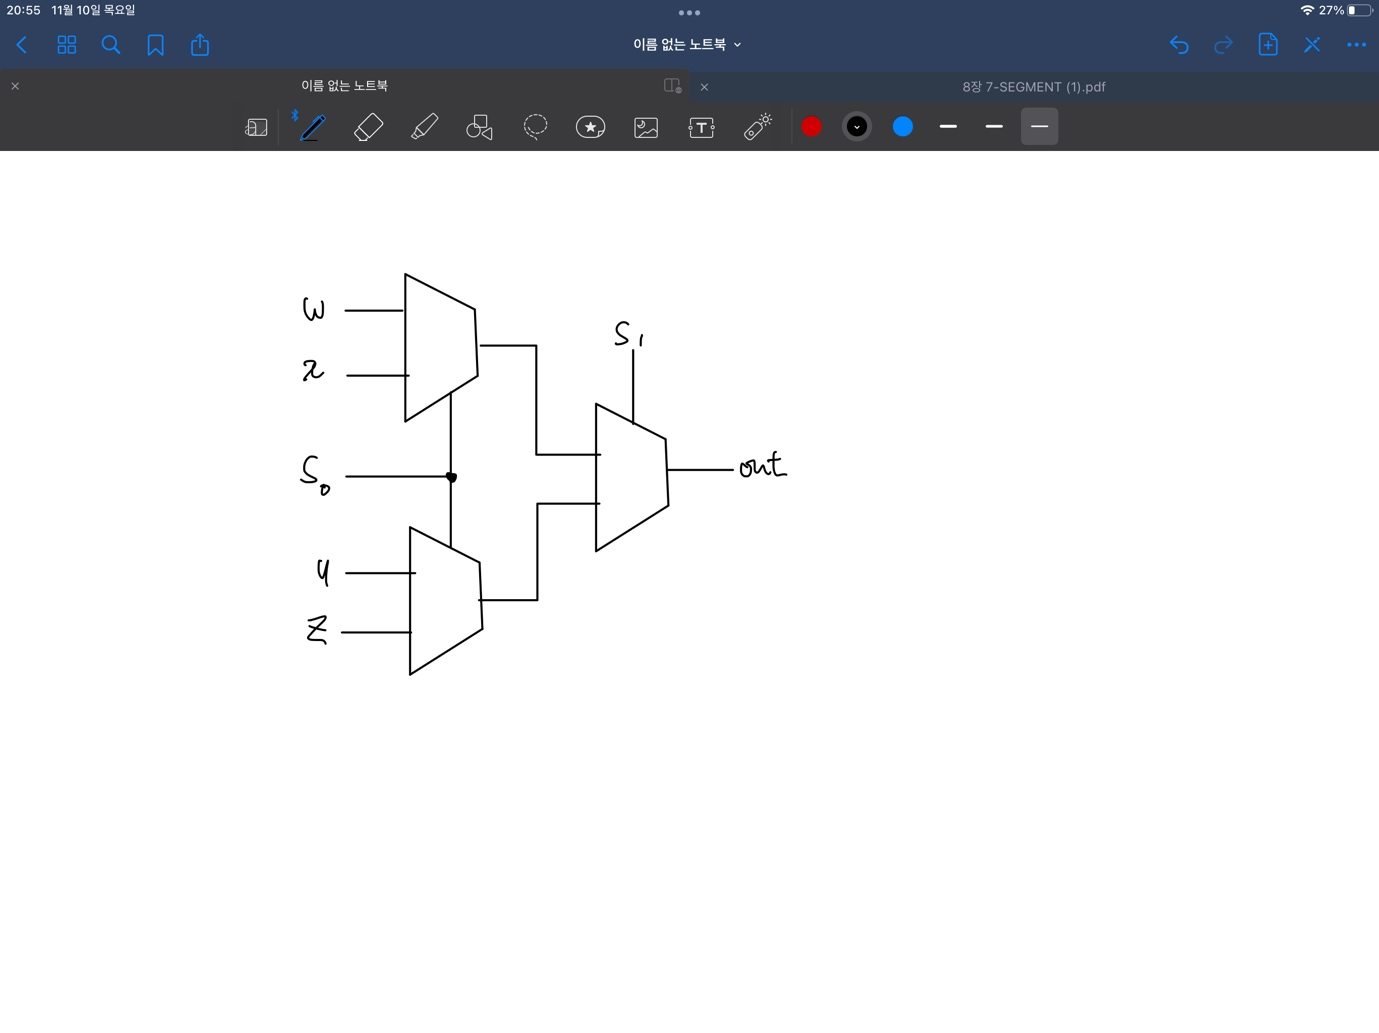 20:55 11월 10일 목요일
27%
이름 없는 노트북
이름 없는 노트북
8장 7-SEGMENT (1).pdf
T
w
S1
x
out
S0
y
z